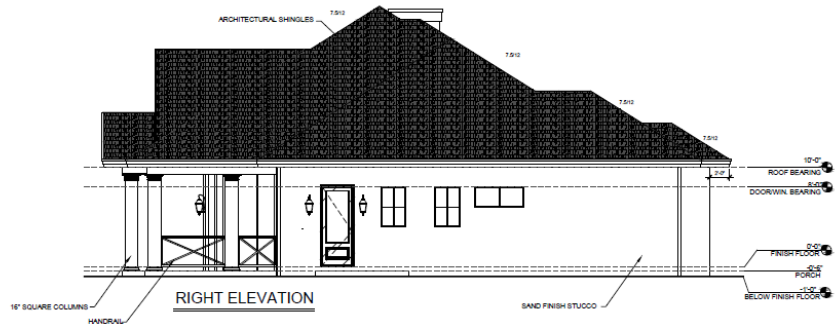 7.5/12
ARCHITECTURAL SHINGLES
7.5/12
7.5/12
7.5/12
10'-0"
ROOF BEARING
2'-0"
8'-0"
DOOR/WIN. BEARING
0'-0"
FINISH FLOOR
-0'-6"
PORCH
-1'-0"
BELOW FINISH FLOOR
16" SQUARE COLUMNS
HANDRAIL
RIGHT ELEVATION
SAND FINISH STUCCO